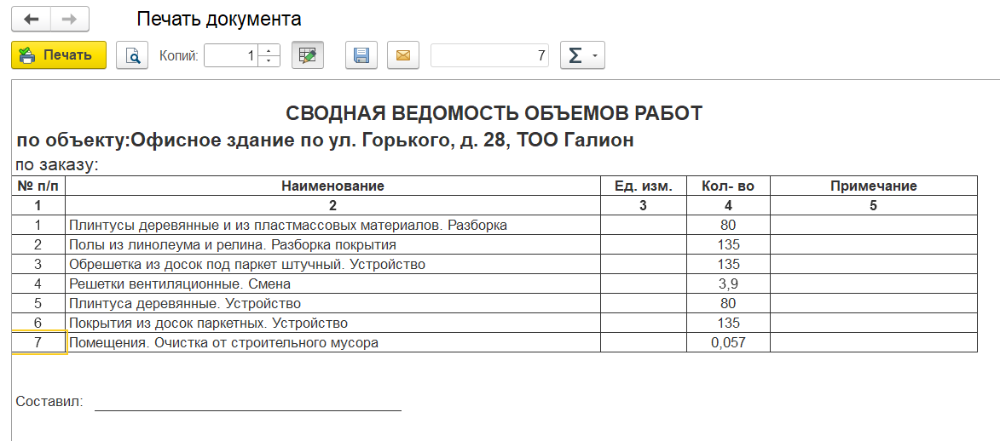 Печать документа
Печать Копий: 1 7 Σ
СВОДНАЯ ВЕДОМОСТЬ ОБЪЕМОВ РАБОТ
по объекту:Офисное здание по ул. Горького, д. 28, ТОО Галион
по заказу:
№ п/п Наименование Ед. изм. Кол- во Примечание
1 2 3 4 5
1 Плинтусы деревянные и из пластмассовых материалов. Разборка 80
2 Полы из линолеума и релина. Разборка покрытия 135
3 Обрешетка из досок под паркет штучный. Устройство 135
4 Решетки вентиляционные. Смена 3,9
5 Плинтуса деревянные. Устройство 80
6 Покрытия из досок паркетных. Устройство 135
7 Помещения. Очистка от строительного мусора 0,057
Составил: